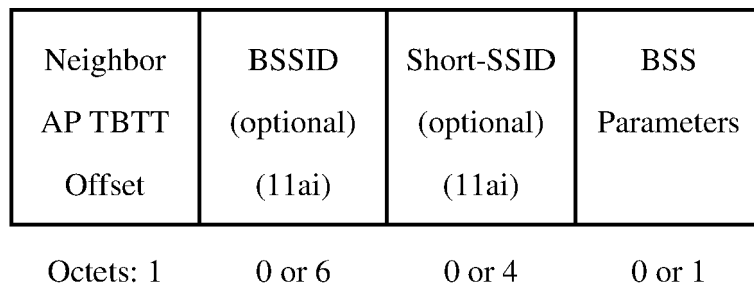 Neighbor AP TBTT Offset
BSSID (optional) (11ai)
Short-SSID (optional) (11ai)
BSS Parameters
Octets: 1
0 or 6
0 or 4
0 or 1